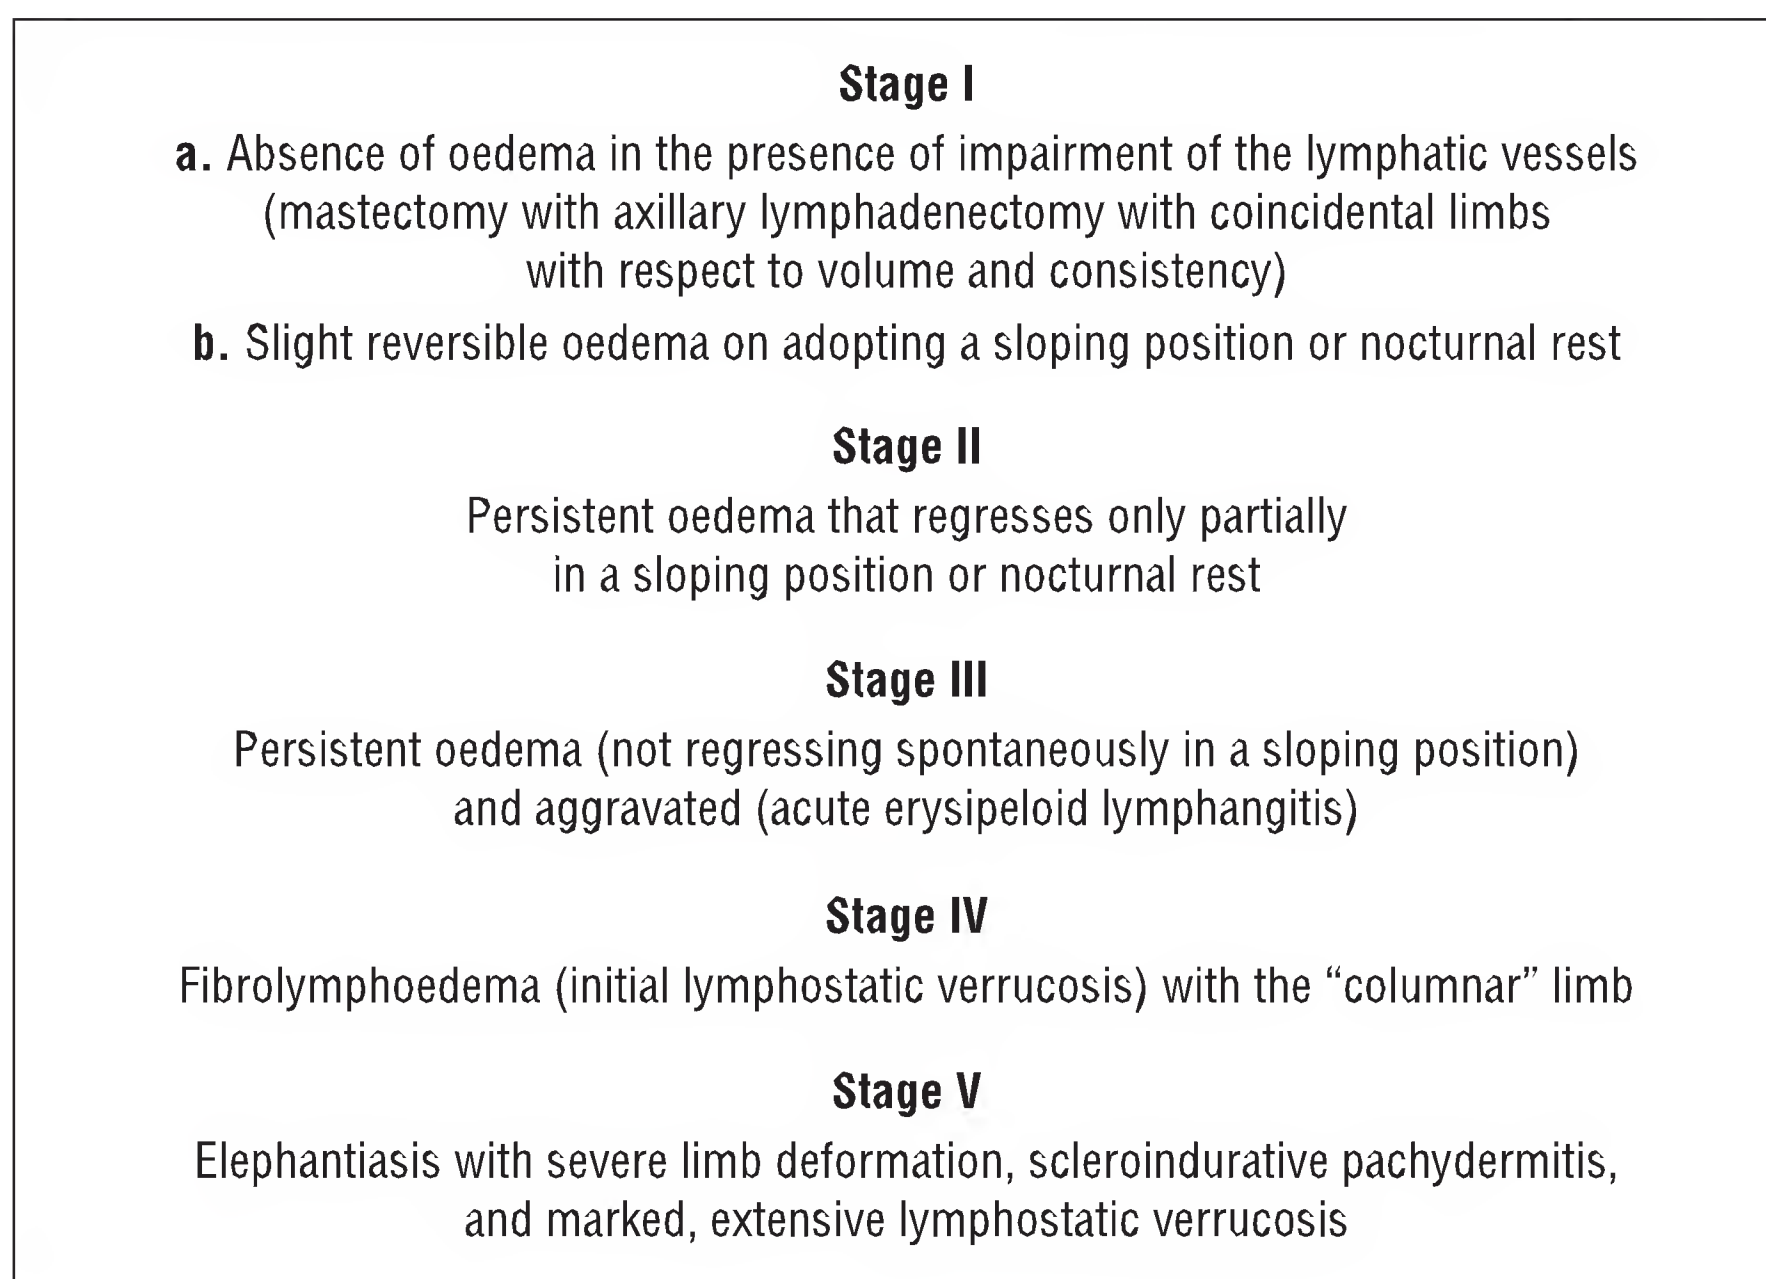 Stage I
a. Absence of oedema in the presence of impairment of the lymphatic vessels
(mastectomy with axillary lymphadenectomy with coincidental limbs
with respect to volume and consistency)
b. Slight reversible oedema on adopting a sloping position or nocturnal rest
Stage II
Persistent oedema that regresses only partially
in a sloping position or nocturnal rest
Stage III
Persistent oedema (not regressing spontaneously in a sloping position)
and aggravated (acute erysipeloid lymphangitis)
Stage IV
Fibrolymphoedema (initial lymphostatic verrucosis) with the “columnar” limb
Stage V
Elephantiasis with severe limb deformation, scleroindurative pachydermitis,
and marked, extensive lymphostatic verrucosis